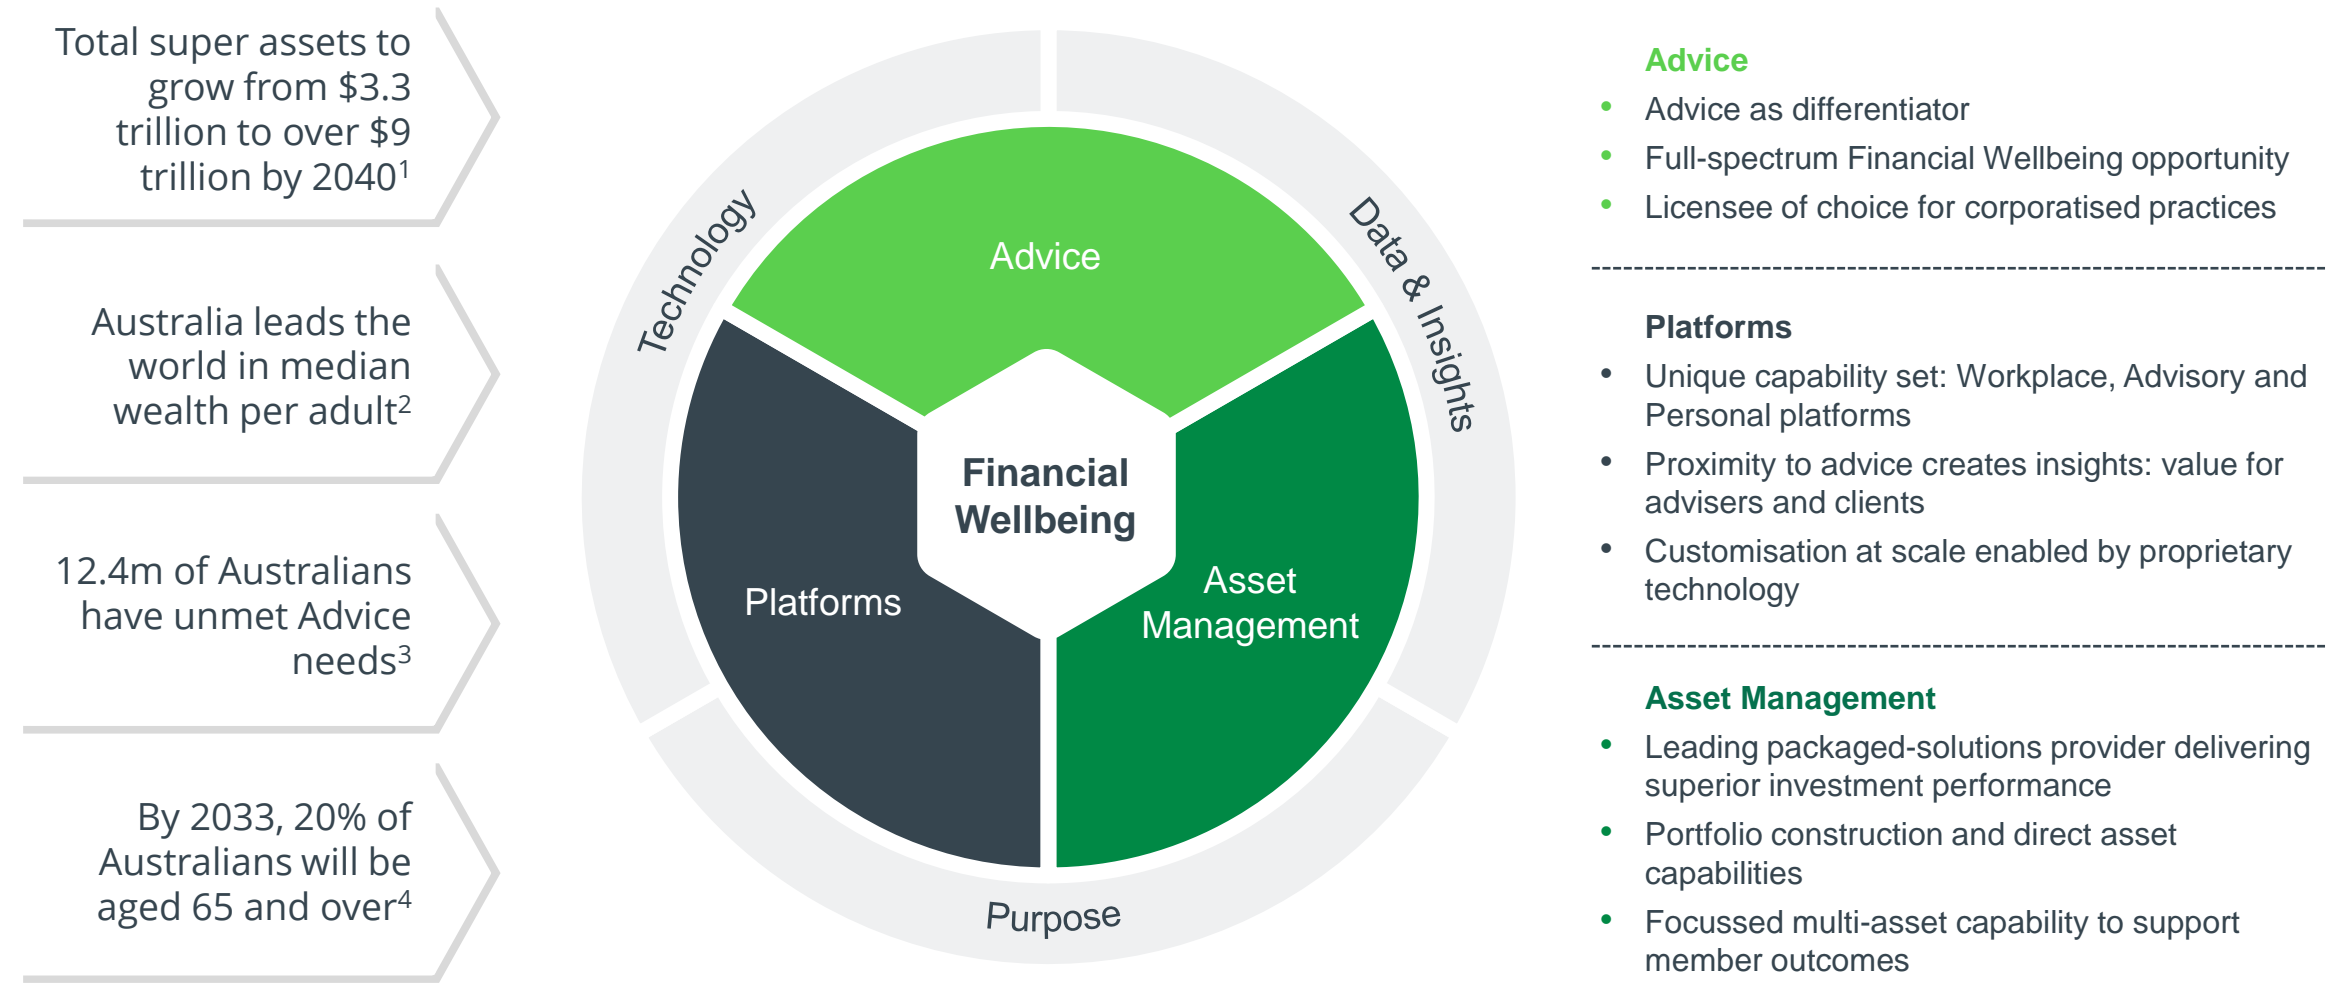 Total super assets to
grow from $3.3
trillion to over $9
trillion by 2040¹
Australia leads the
world in median
wealth per adult²
12.4m of Australians
have unmet Advice
needs³
By 2033, 20% of
Australians will be
aged 65 and over⁴
Technology
Data & Insights
Purpose
Advice
Platforms
Asset
Management
Financial
Wellbeing
Advice
• Advice as differentiator
• Full-spectrum Financial Wellbeing opportunity
• Licensee of choice for corporatised practices
Platforms
• Unique capability set: Workplace, Advisory and
Personal platforms
• Proximity to advice creates insights: value for
advisers and clients
• Customisation at scale enabled by proprietary
technology
Asset Management
• Leading packaged-solutions provider delivering
superior investment performance
• Portfolio construction and direct asset
capabilities
• Focussed multi-asset capability to support
member outcomes